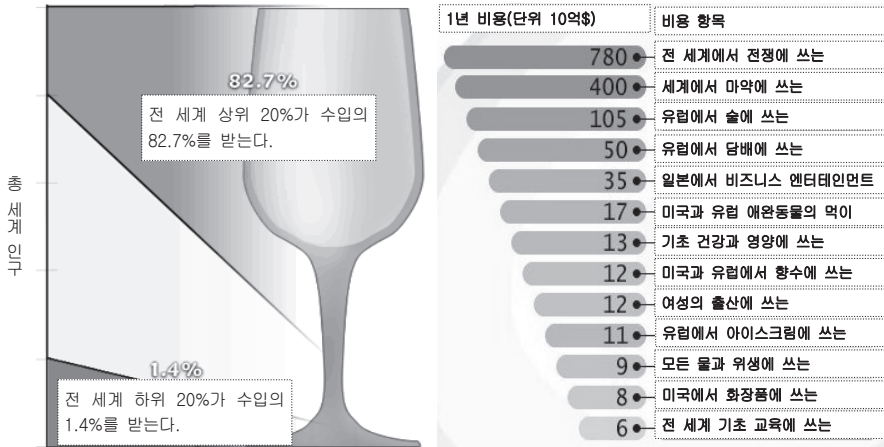 총 세계 인구
82.7%
전 세계 상위 20%가 수입의
82.7%를 받는다.
1.4%
전 세계 하위 20%가 수입의
1.4%를 받는다.
1년 비용(단위 10억$) 비용 항목
780 전 세계에서 전쟁에 쓰는
400 세계에서 마약에 쓰는
105 유럽에서 술에 쓰는
50 유럽에서 담배에 쓰는
35 일본에서 비즈니스 엔터테인먼트
17 미국과 유럽 애완동물의 먹이
13 기초 건강과 영양에 쓰는
12 미국과 유럽에서 향수에 쓰는
12 여성의 출산에 쓰는
11 유럽에서 아이스크림에 쓰는
9 모든 물과 위생에 쓰는
8 미국에서 화장품에 쓰는
6 전 세계 기초 교육에 쓰는